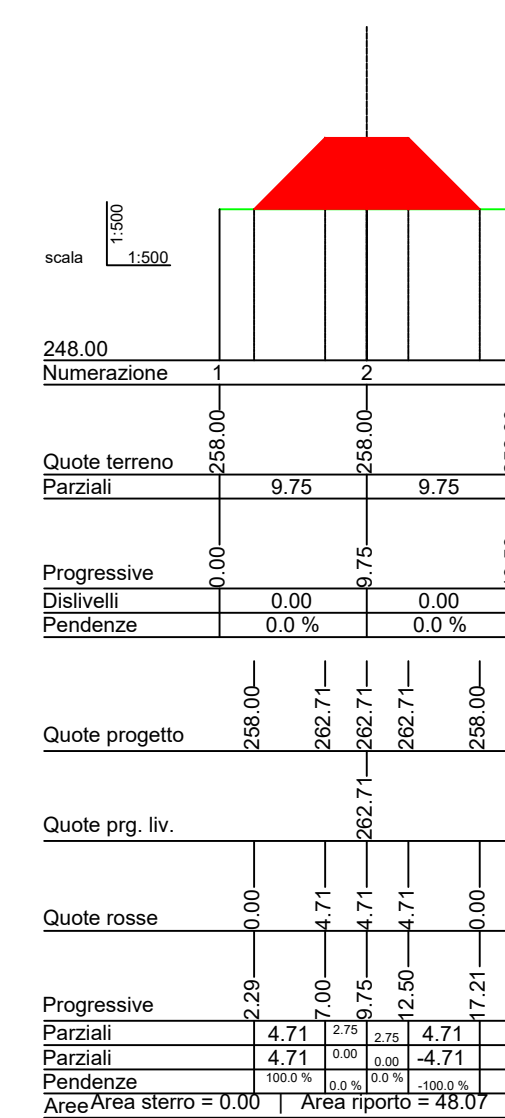 1:500
scala 1:500
248.00
Numerazione 1 2
Quote terreno 258.00 258.00
Parziali 9.75 9.75
Progressive 0.00 9.75
Dislivelli 0.00 0.00
Pendenze 0.0 % 0.0 %
Quote progetto 258.00 262.71 262.71 262.71 258.00
Quote prg. liv. 262.71
Quote rosse 0.00 4.71 4.71 4.71 0.00
Progressive 2.29 7.00 9.75 12.50 17.21
Parziali 4.71 2.75 2.75 4.71
Parziali 4.71 0.00 0.00 -4.71
Pendenze 100.0 % 0.0 % 0.0 % -100.0 %
Aree Area sterro = 0.00 | Area riporto = 48.07